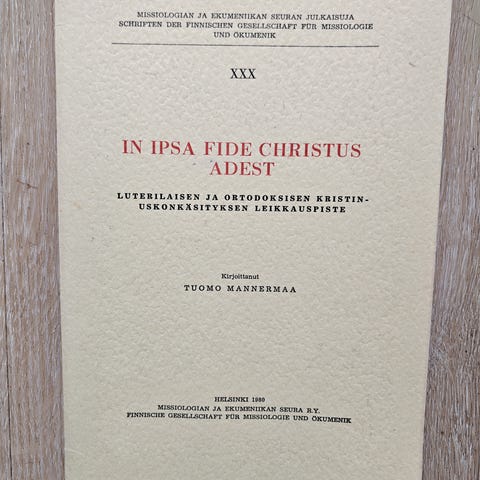 MISSIOLOGIAN JA EKUMENIIKAN SEURAN JULKAISUJA
SCHRIFTEN DER FINNISCHEN GESELLSCHAFT FÜR MISSIOLOGIE
UND ÖKUMENIK
XXX
IN IPSA FIDE CHRISTUS
ADEST
LUTERILAISEN JA ORTODOKSISEN KRISTIN-
USKONKÄSITYKSEN LEIKKAUSPISTE
Kirjoittanut
TUOMO MANNERMAA
HELSINKI 1980
MISSIOLOGIAN JA EKUMENIIKAN SEURA R.Y.
FINNISCHE GESELLSCHAFT FÜR MISSIOLOGIE UND ÖKUMENIK